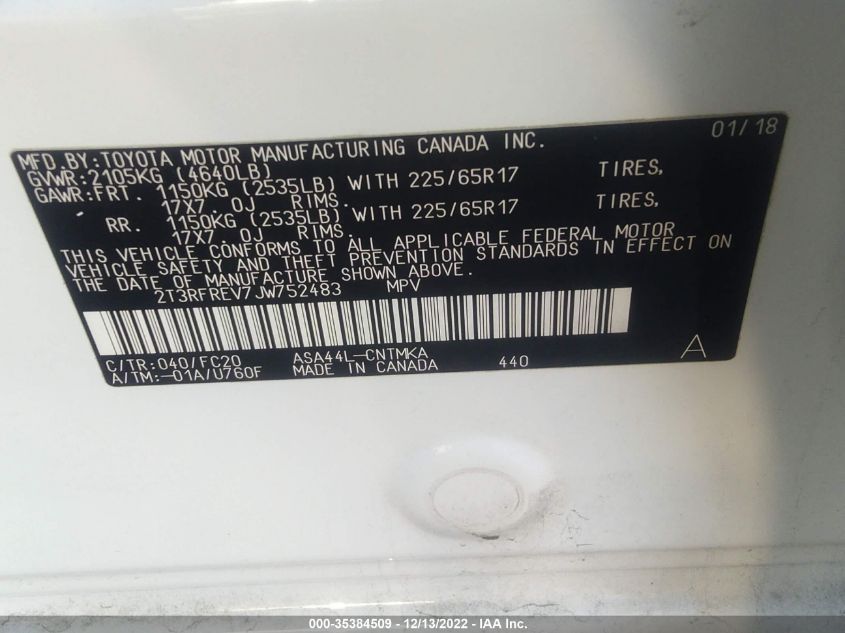 01/18
MFD.BY:TOYOTA MOTOR MANUFACTURING CANADA INC.
GVWR:2105KG (4640LB)
GAWR:FRT. 1150KG (2535LB) WITH 225/65R17 TIRES,
17X7 0J RIMS.
RR. 1150KG (2535LB) WITH 225/65R17 TIRES,
17X7 0J RIMS.
THIS VEHICLE CONFORMS TO ALL APPLICABLE FEDERAL MOTOR
VEHICLE SAFETY AND THEFT PREVENTION STANDARDS IN EFFECT ON
THE DATE OF MANUFACTURE SHOWN ABOVE.
2T3RFREV7JW752483 MPV
C/TR:040/FC20 ASA44L-CNTMKA 440 A
A/TM:-01A/U760F MADE IN CANADA
000-35384509 - 12/13/2022 - IAA Inc.